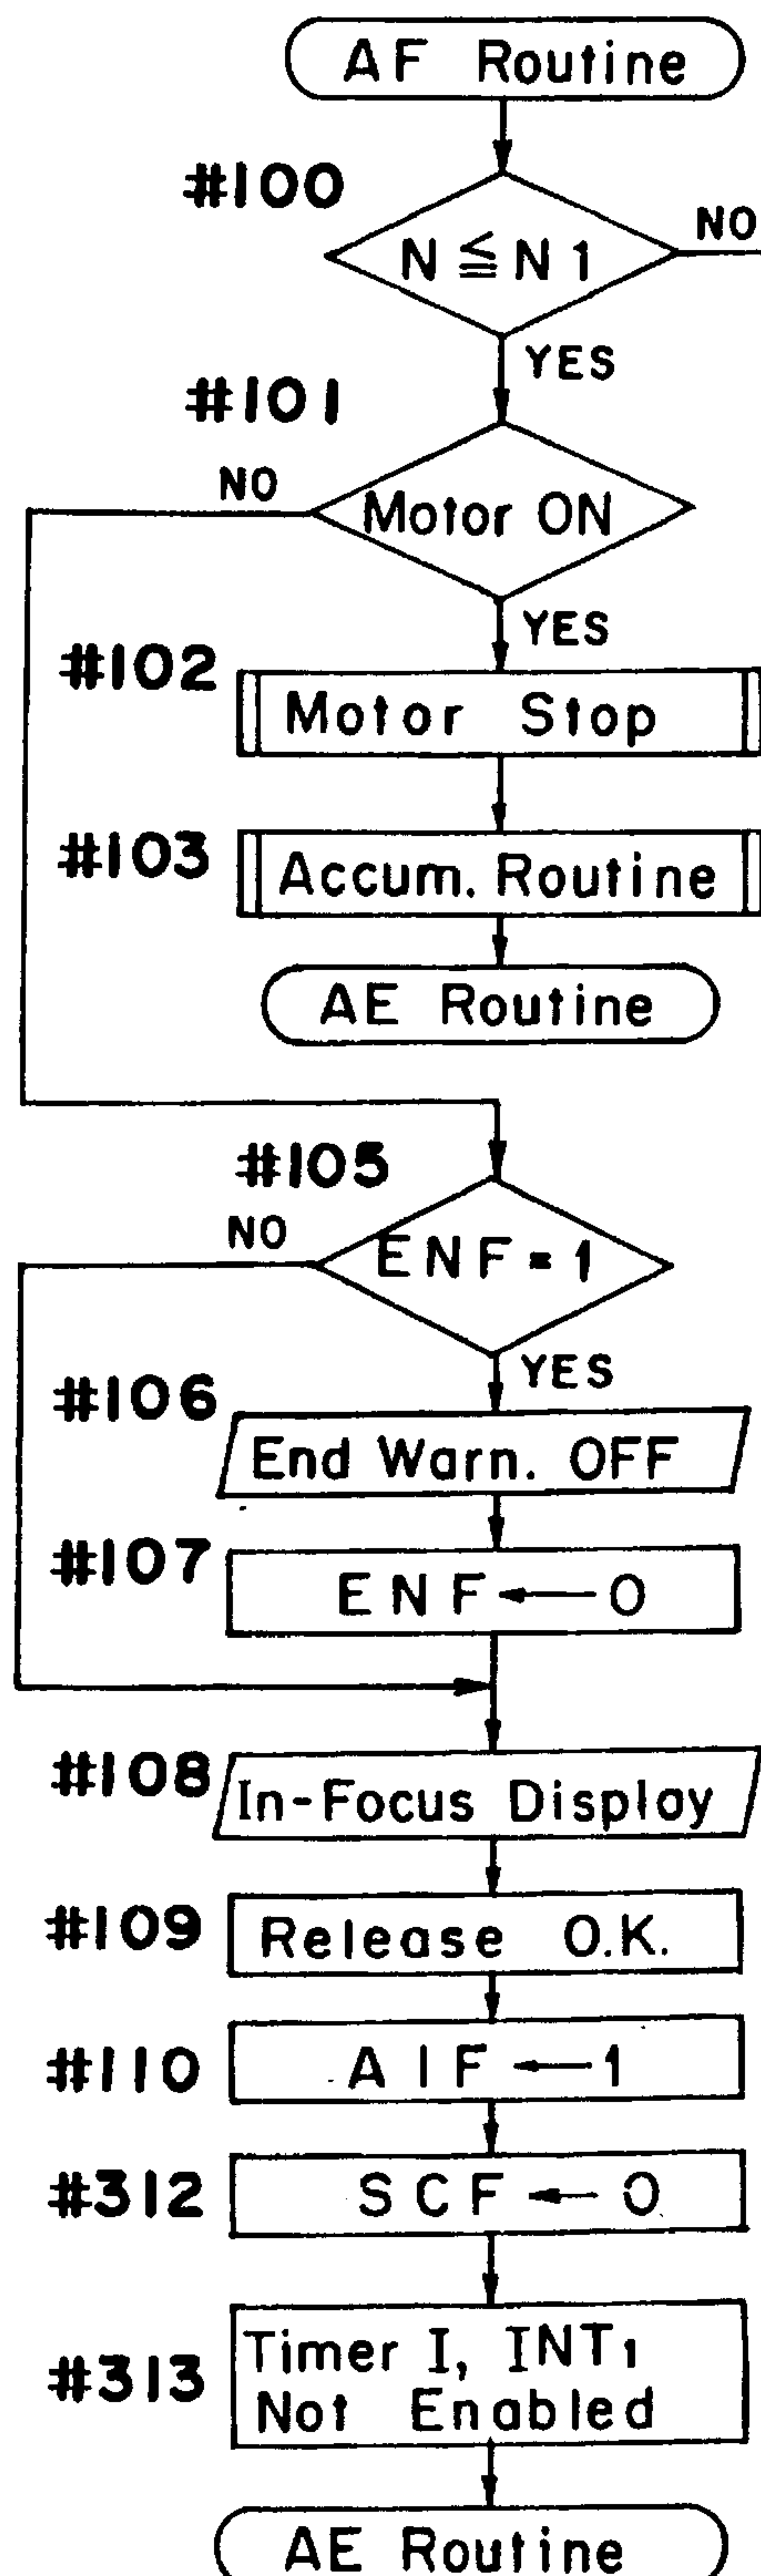 AF Routine
#100
N ≦ N1
NO
YES
#101
NO
Motor ON
YES
#102
Motor Stop
#103
Accum. Routine
AE Routine
#105
NO
ENF = 1
YES
#106
End Warn. OFF
#107
ENF ← 0
#108
In-Focus Display
#109
Release O.K.
#110
AIF ← 1
#312
SCF ← 0
#313
Timer I, INT1
Not Enabled
AE Routine